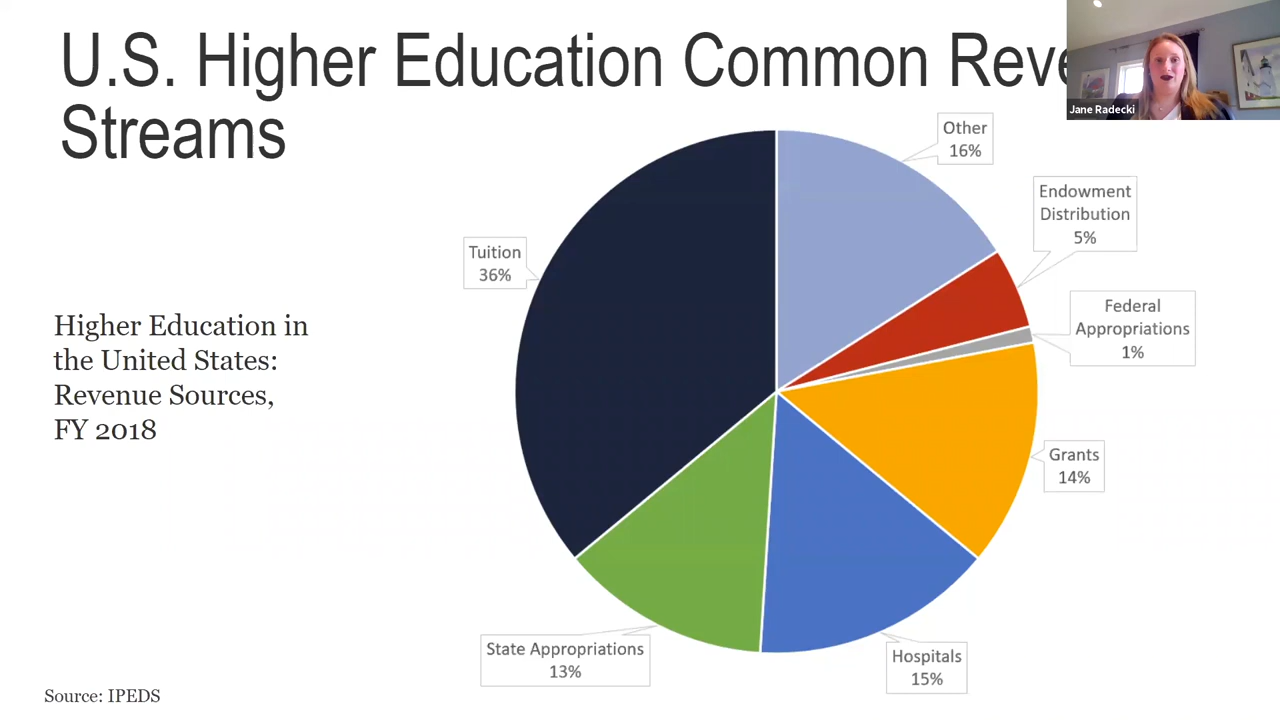 U.S. Higher Education Common Reve
Streams
Jane Radecki
Other
16%
Endowment
Distribution
5%
Tuition
36%
Federal
Appropriations
1%
Higher Education in
the United States:
Revenue Sources,
FY 2018
Grants
14%
State Appropriations
13%
Hospitals
15%
Source: IPEDS